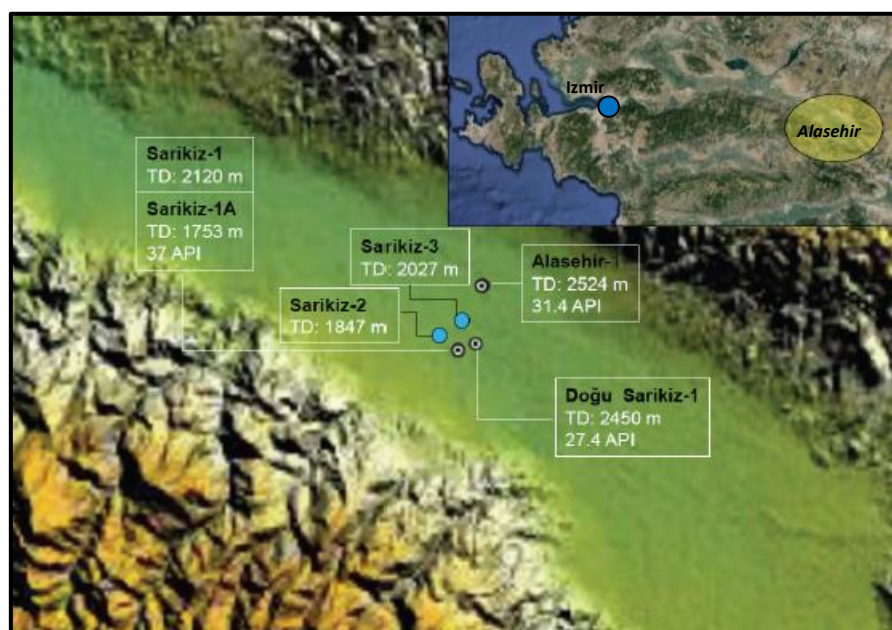 Izmir
Alasehir
Sarikiz-1
TD: 2120 m
Sarikiz-1A
TD: 1753 m
37 API
Sarikiz-3
TD: 2027 m
Alasehir-1
TD: 2524 m
31.4 API
Sarikiz-2
TD: 1847 m
Doğu Sarikiz-1
TD: 2450 m
27.4 API